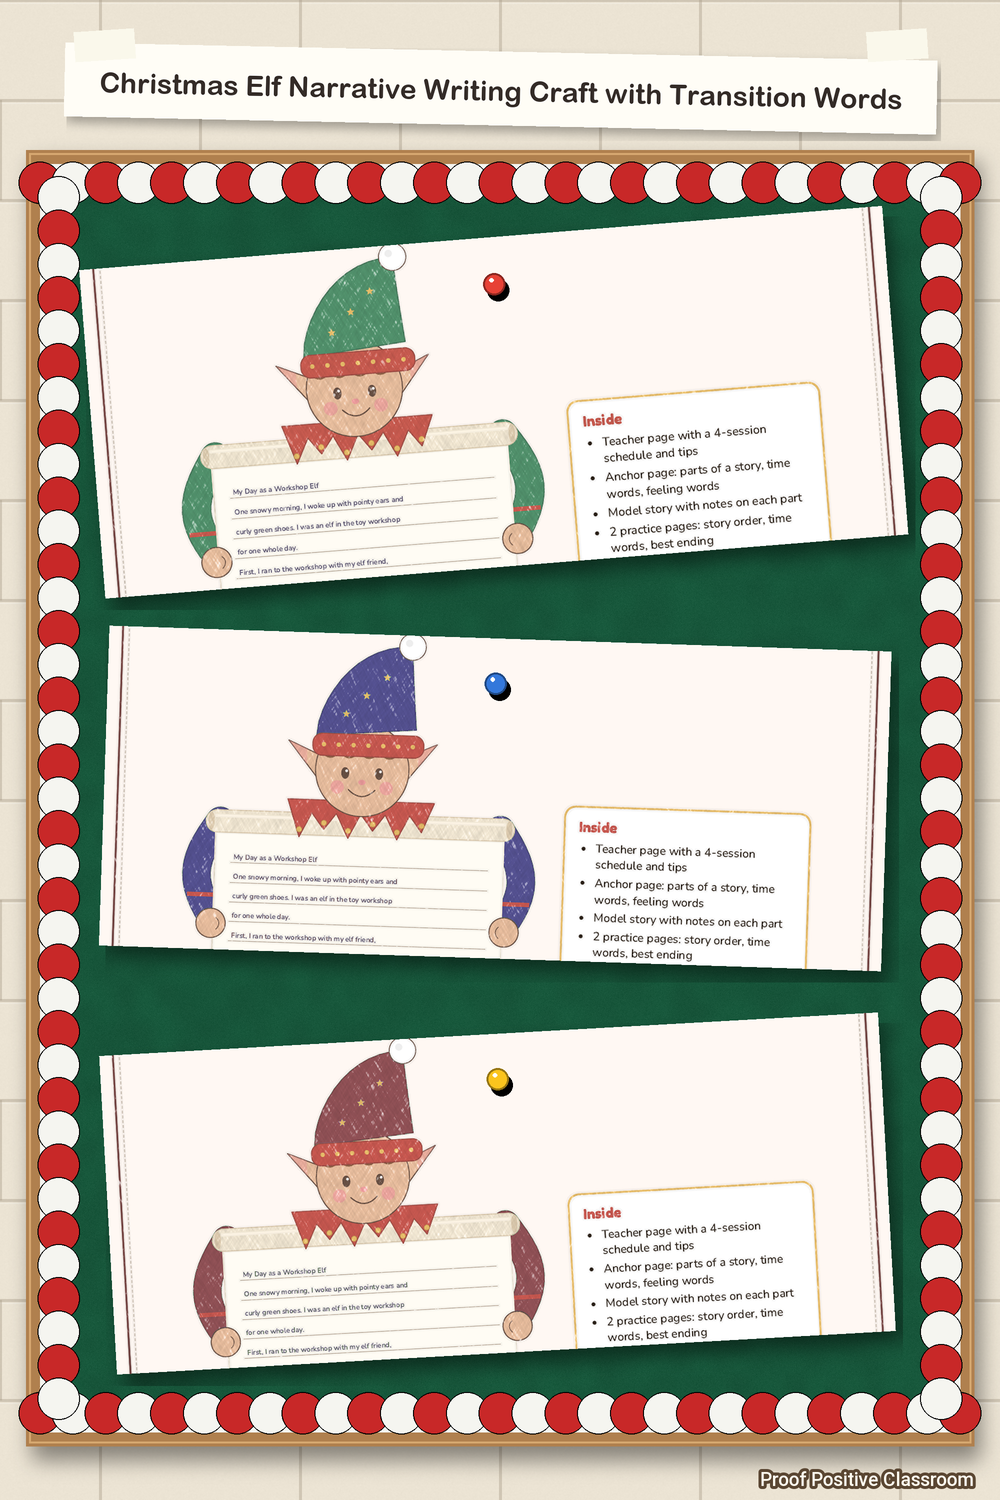 Christmas Elf Narrative Writing Craft with Transition Words
My Day as a Workshop Elf
One snowy morning, I woke up with pointy ears and
curly green shoes. I was an elf in the toy workshop
for one whole day.
First, I ran to the workshop with my elf friend,
Inside
• Teacher page with a 4-session
schedule and tips
• Anchor page: parts of a story, time
words, feeling words
• Model story with notes on each part
• 2 practice pages: story order, time
words, best ending
My Day as a Workshop Elf
One snowy morning, I woke up with pointy ears and
curly green shoes. I was an elf in the toy workshop
for one whole day.
First, I ran to the workshop with my elf friend,
Inside
• Teacher page with a 4-session
schedule and tips
• Anchor page: parts of a story, time
words, feeling words
• Model story with notes on each part
• 2 practice pages: story order, time
words, best ending
My Day as a Workshop Elf
One snowy morning, I woke up with pointy ears and
curly green shoes. I was an elf in the toy workshop
for one whole day.
First, I ran to the workshop with my elf friend,
Inside
• Teacher page with a 4-session
schedule and tips
• Anchor page: parts of a story, time
words, feeling words
• Model story with notes on each part
• 2 practice pages: story order, time
words, best ending
Proof Positive Classroom